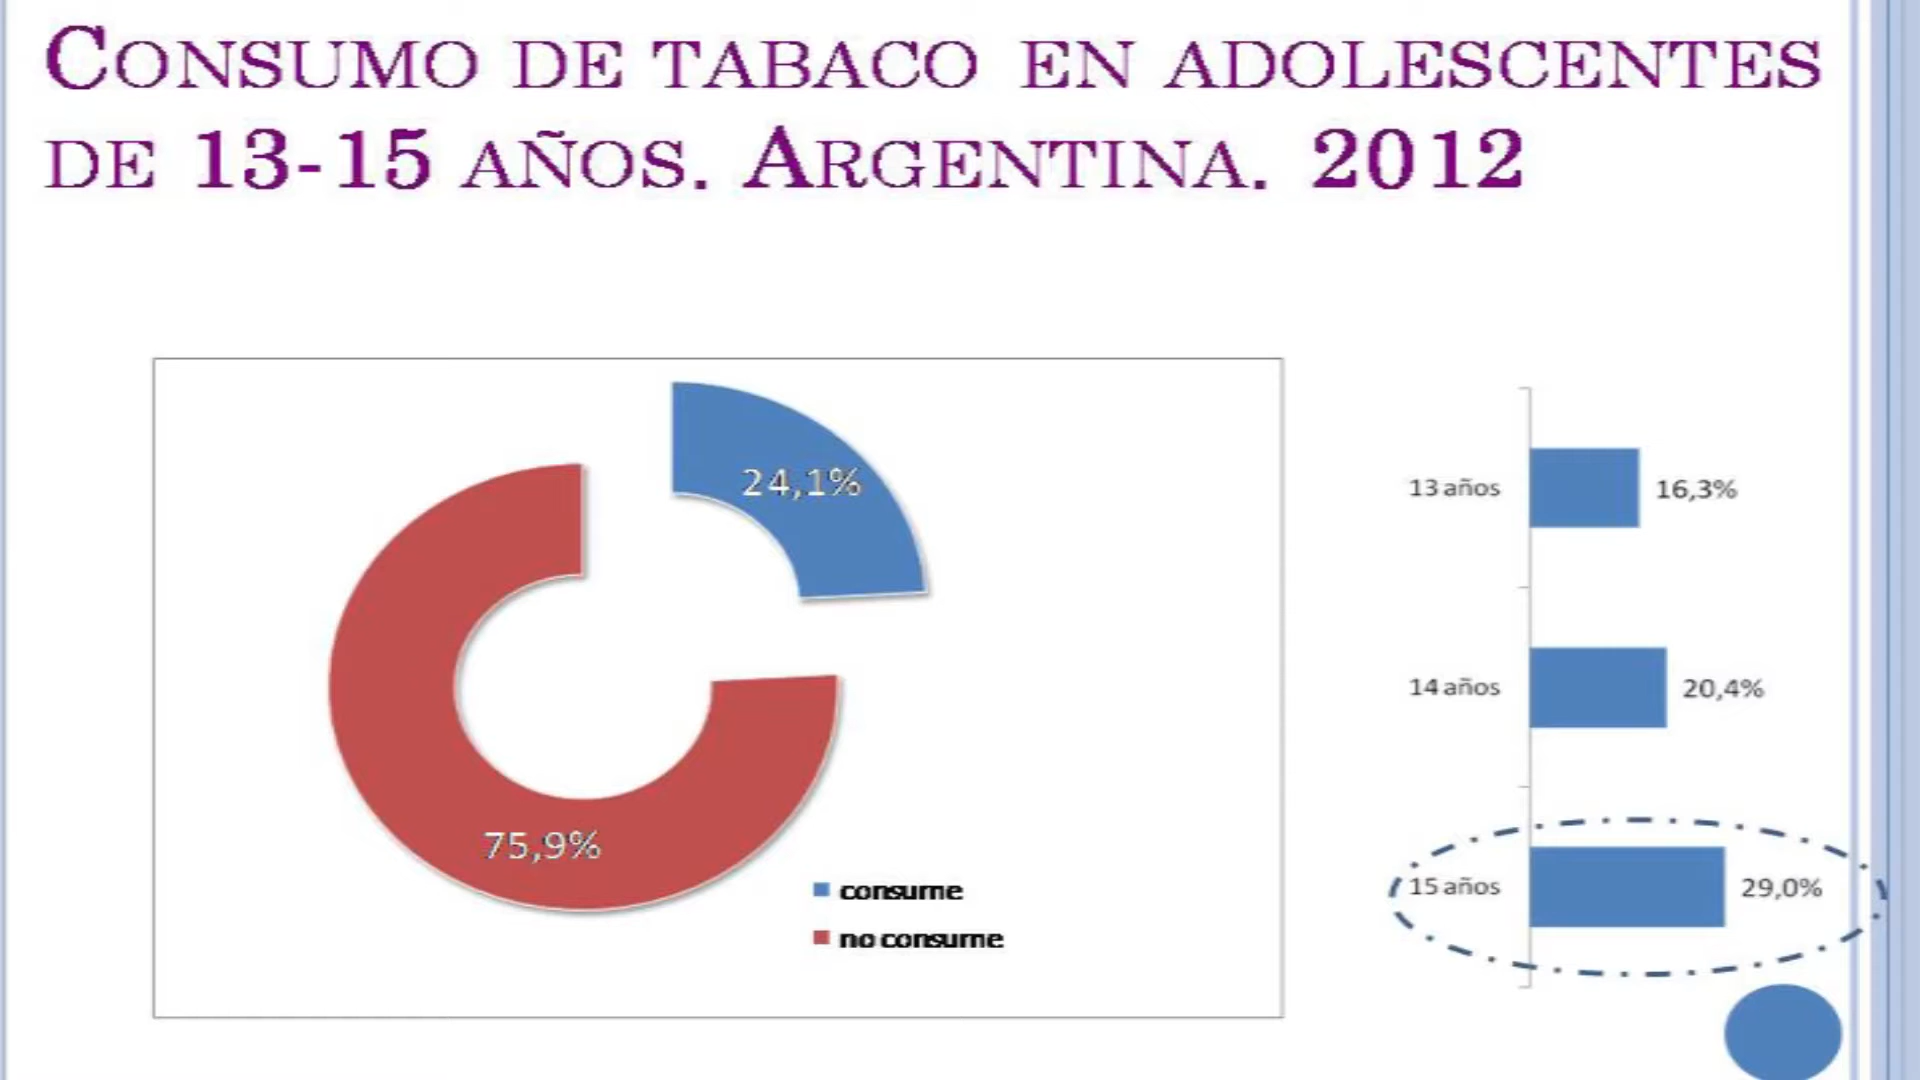 CONSUMO DE TABACO EN ADOLESCENTES
DE 13-15 AÑOS. ARGENTINA. 2012
24,1%
75,9%
consume
no consume
13 años 16,3%
14 años 20,4%
15 años 29,0%